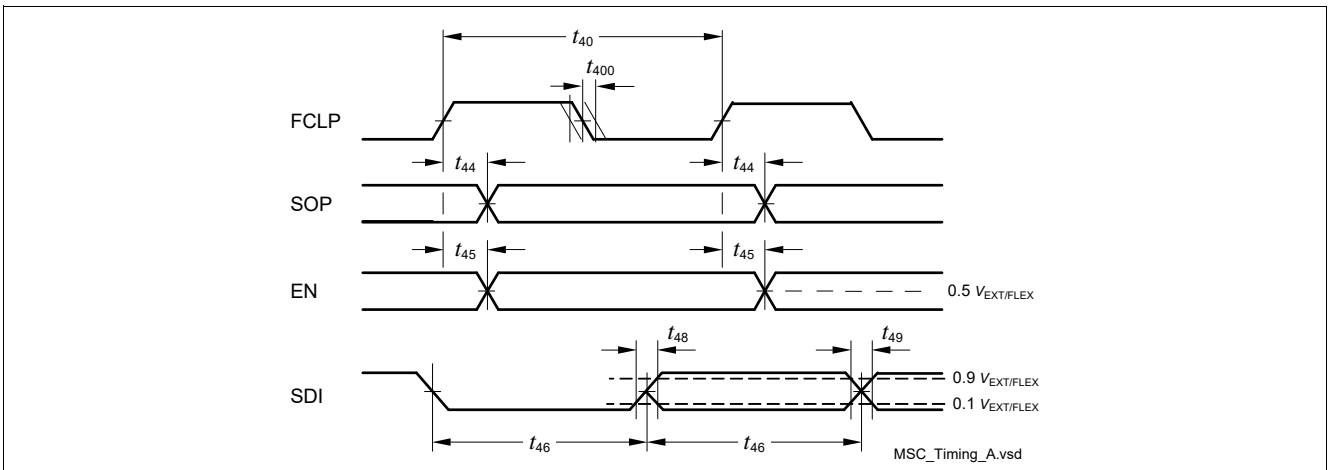 t40
t400
FCLP
t44 t44
SOP
t45 t45
EN 0.5 VEXT/FLEX
t48 t49
0.9 VEXT/FLEX
SDI
0.1 VEXT/FLEX
t46 t46
MSC_Timing_A.vsd